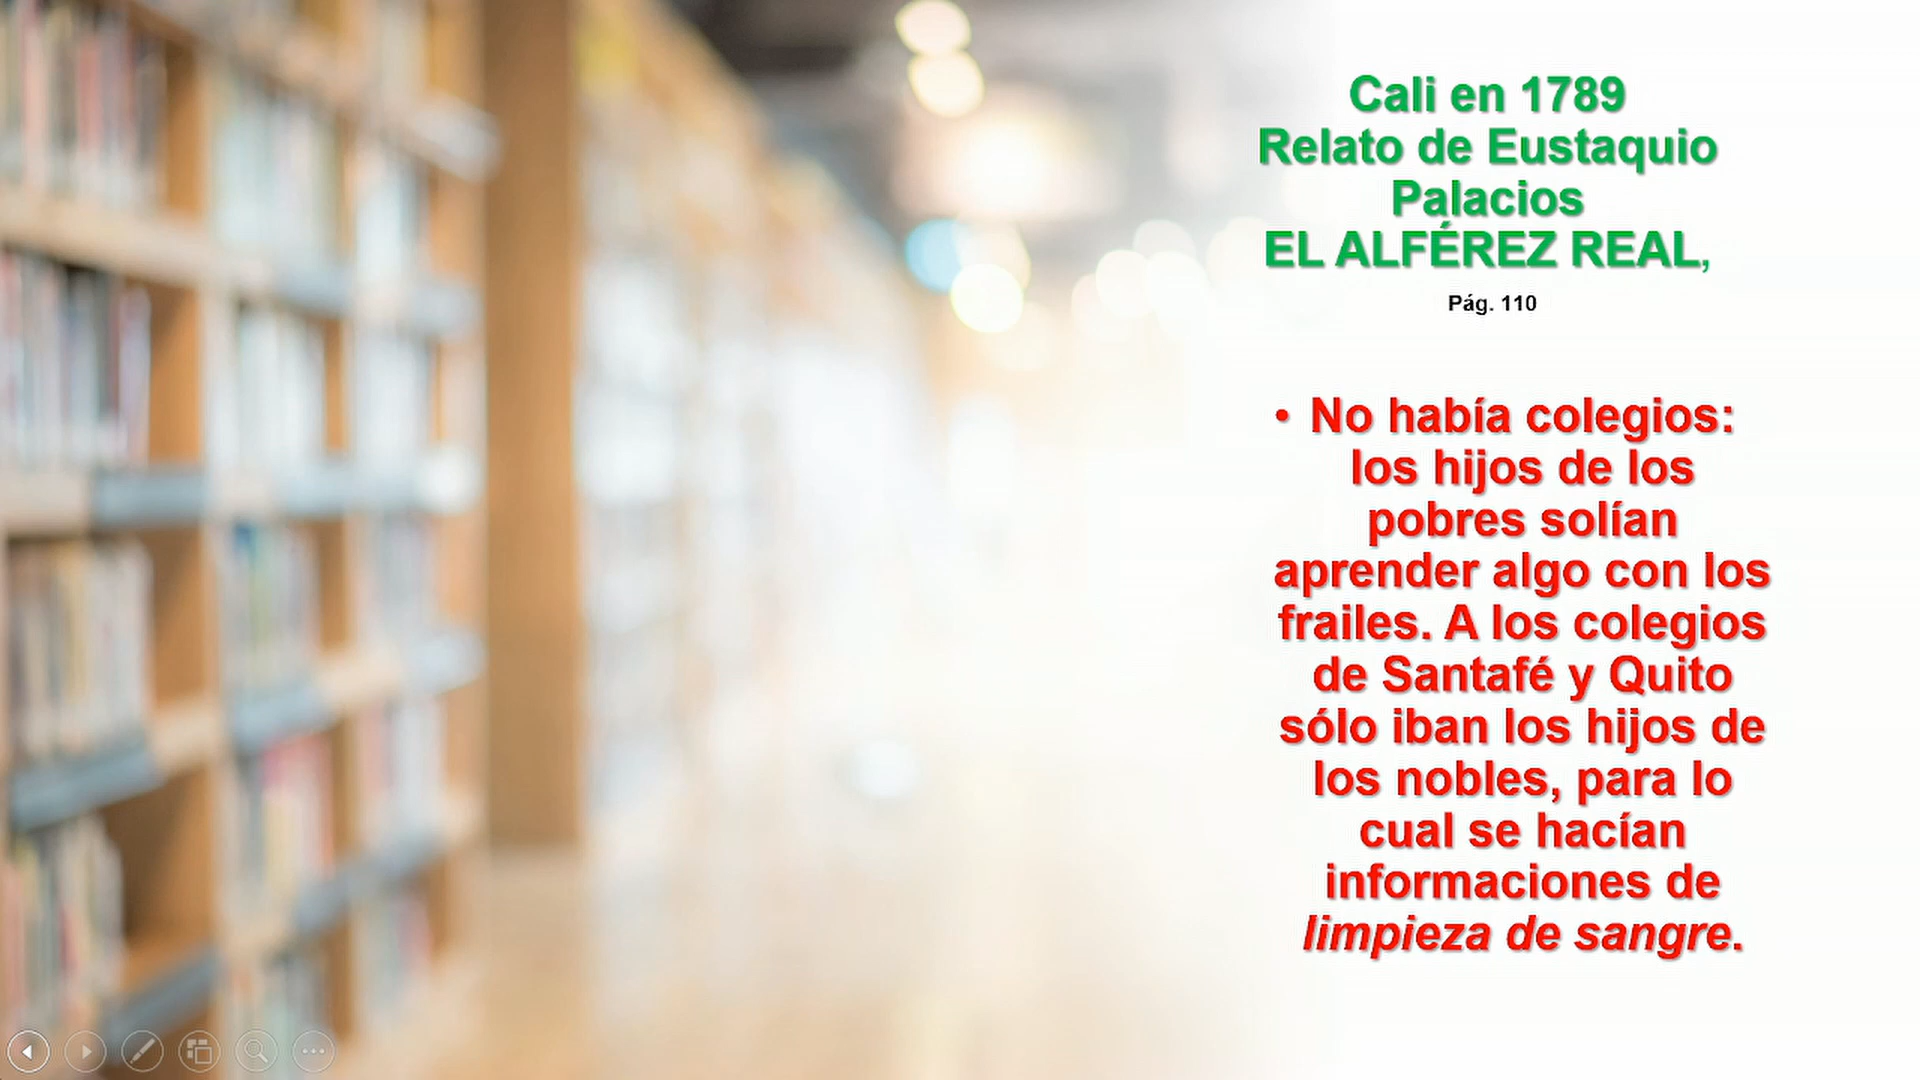 Cali en 1789
Relato de Eustaquio
Palacios
EL ALFÉREZ REAL,
Pág. 110
• No había colegios:
los hijos de los
pobres solían
aprender algo con los
frailes. A los colegios
de Santafé y Quito
sólo iban los hijos de
los nobles, para lo
cual se hacían
informaciones de
limpieza de sangre.